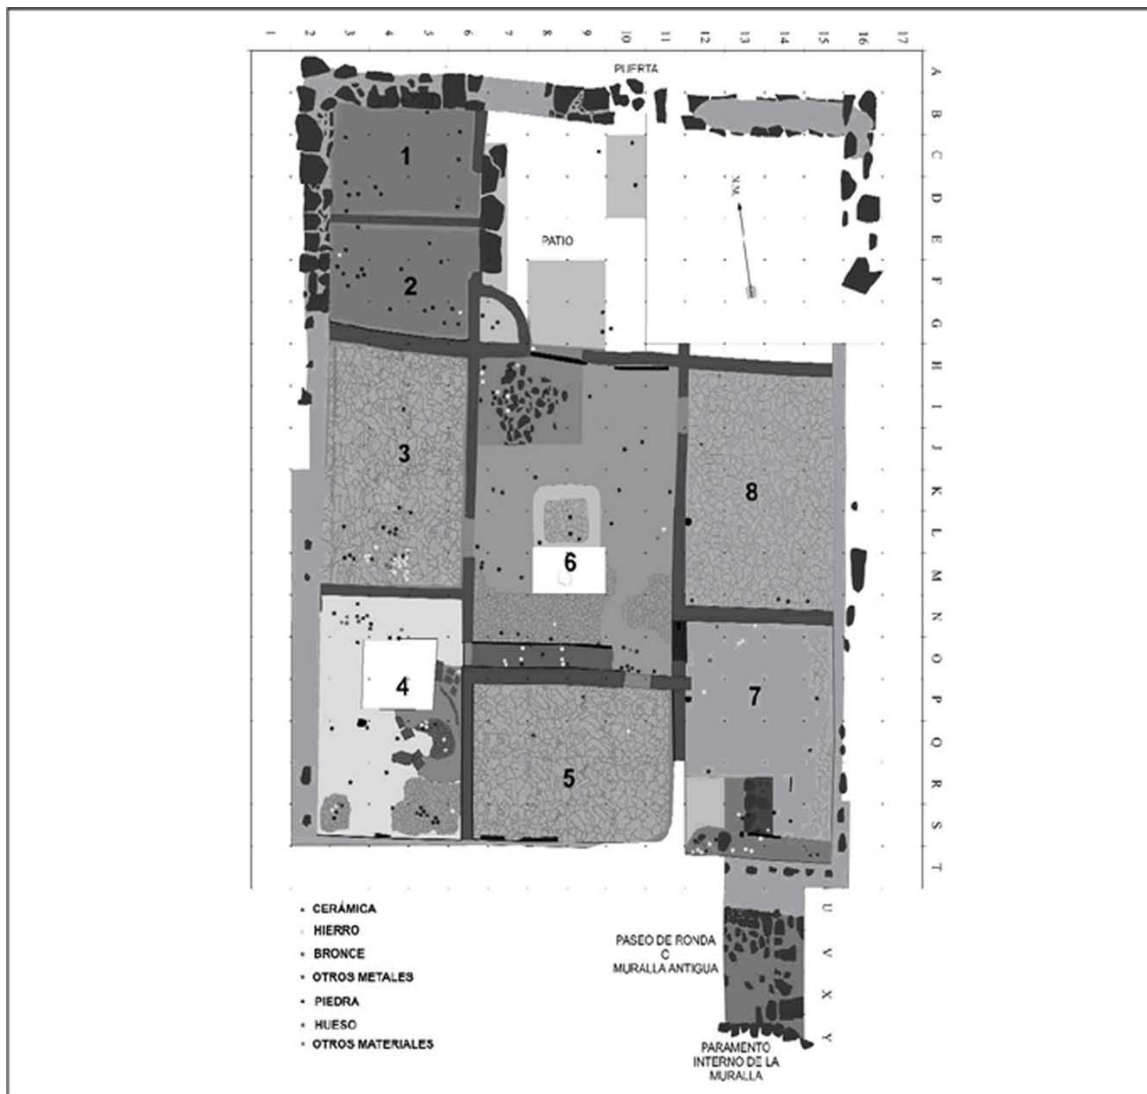 1 2 3 4 5 6 7 8 9 10 11 12 13 14 15 16 17
A
B
C
D
E
F
G
H
I
J
K
L
M
N
O
P
Q
R
S
T
U
V
X
Y
PUERTA
N.M.
PATIO
1
2
3
4
5
6
7
8
CERÁMICA
HIERRO
BRONCE
OTROS METALES
PIEDRA
HUESO
OTROS MATERIALES
PASEO DE RONDA
O
MURALLA ANTIGUA
PARAMENTO
INTERNO DE LA
MURALLA